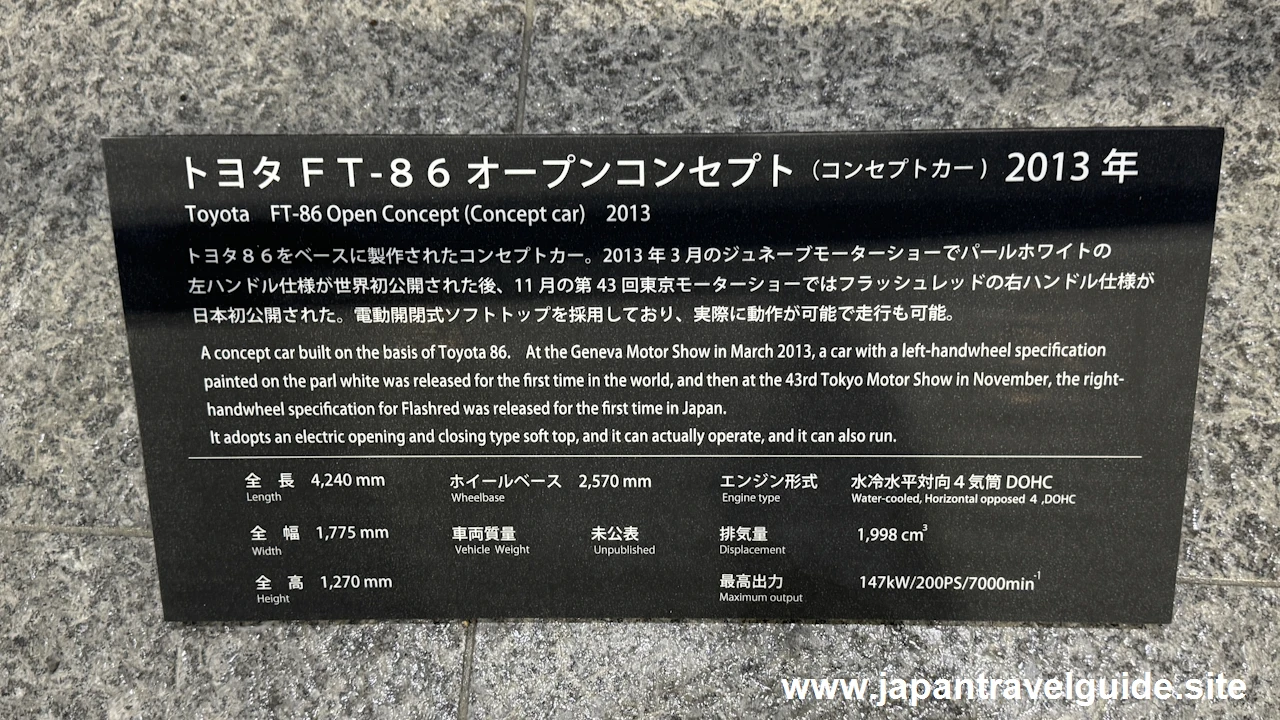 トヨタ ＦＴ-８６ オープンコンセプト（コンセプトカー） 2013 年
Toyota FT-86 Open Concept (Concept car) 2013
トヨタ８６をベースに製作されたコンセプトカー。2013 年 3 月のジュネーブモーターショーでパールホワイトの
左ハンドル仕様が世界初公開された後、11 月の第 43 回東京モーターショーではフラッシュレッドの右ハンドル仕様が
日本初公開された。電動開閉式ソフトトップを採用しており、実際に動作が可能で走行も可能。
A concept car built on the basis of Toyota 86. At the Geneva Motor Show in March 2013, a car with a left-handwheel specification
painted on the parl white was released for the first time in the world, and then at the 43rd Tokyo Motor Show in November, the right-
handwheel specification for Flashred was released for the first time in Japan.
It adopts an electric opening and closing type soft top, and it can actually operate, and it can also run.
全 長 4,240 mm ホイールベース 2,570 mm エンジン形式 水冷水平対向４気筒 DOHC
Length Wheelbase Engine type Water-cooled, Horizontal opposed 4 ,DOHC
全 幅 1,775 mm 車両質量 未公表 排気量 1,998 cm³
Width Vehicle Weight Unpublished Displacement
全 高 1,270 mm 最高出力 147kW/200PS/7000min⁻¹
Height Maximum output
www.japantravelguide.site